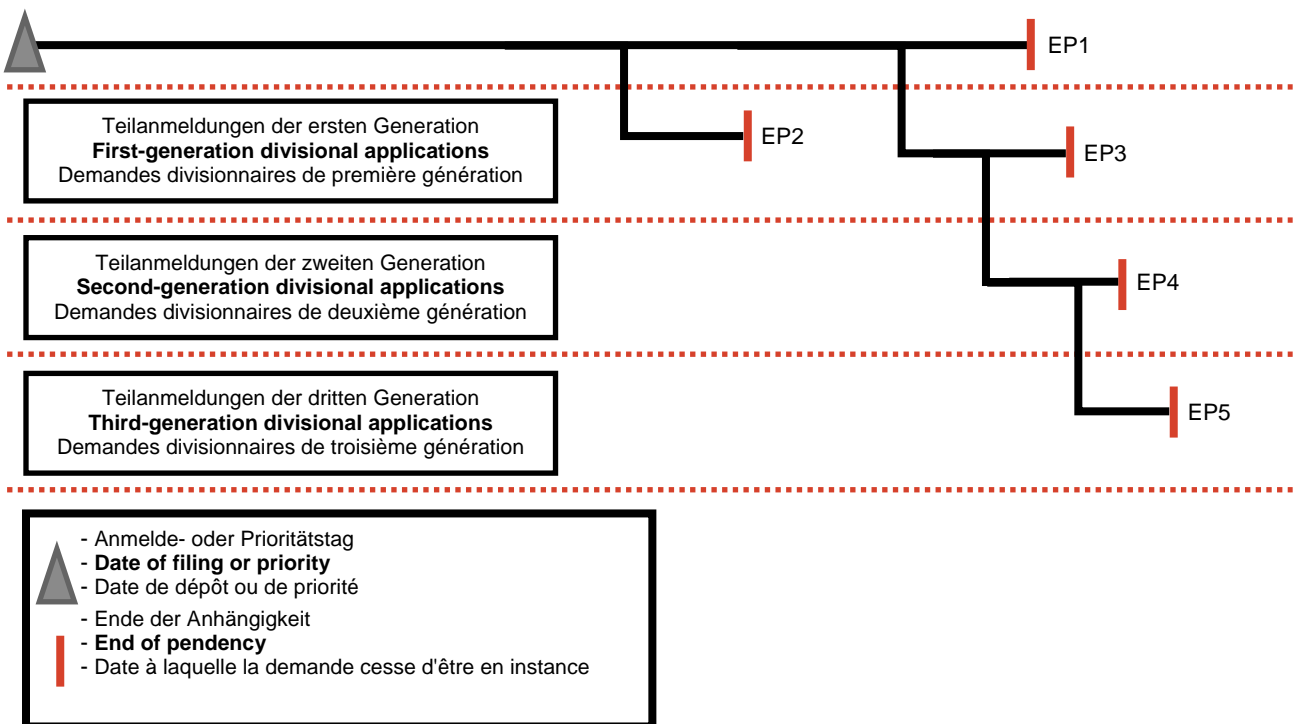 EP1
Teilanmeldungen der ersten Generation
First-generation divisional applications
Demandes divisionnaires de première génération
EP2
EP3
Teilanmeldungen der zweiten Generation
Second-generation divisional applications
Demandes divisionnaires de deuxième génération
EP4
Teilanmeldungen der dritten Generation
Third-generation divisional applications
Demandes divisionnaires de troisième génération
EP5
- Anmelde- oder Prioritätstag
- Date of filing or priority
- Date de dépôt ou de priorité
- Ende der Anhängigkeit
- End of pendency
- Date à laquelle la demande cesse d'être en instance